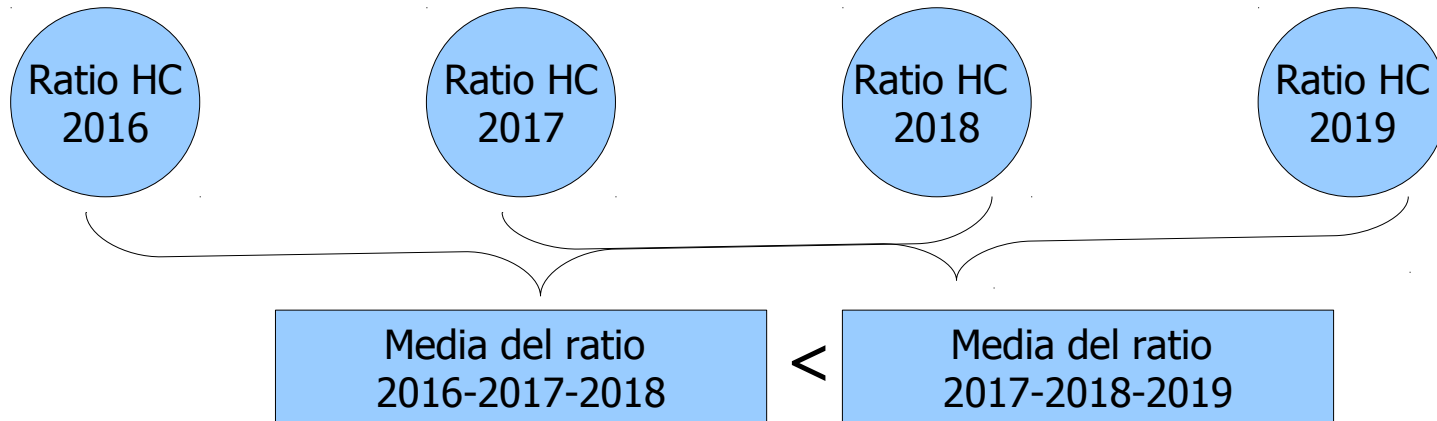 Ratio HC
2016
Ratio HC
2017
Ratio HC
2018
Ratio HC
2019
Media del ratio
2016-2017-2018
<
Media del ratio
2017-2018-2019